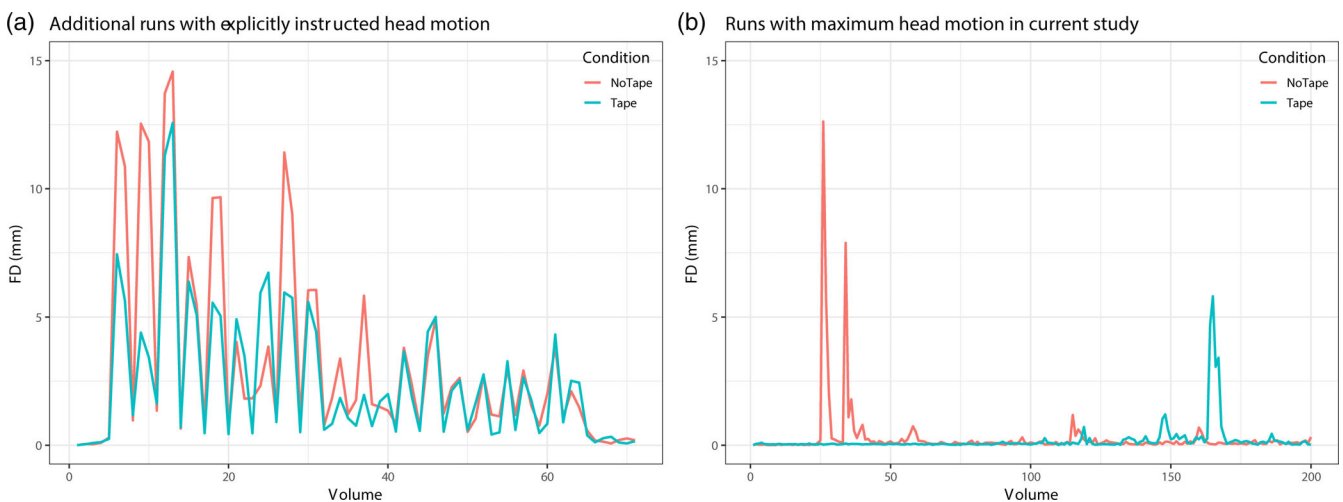 (a) Additional runs with explicitly instructed head motion
15
10
5
0
FD (mm)
Condition
NoTape
Tape
0 20 40 60
Volume
(b) Runs with maximum head motion in current study
15
10
5
0
FD (mm)
Condition
NoTape
Tape
0 50 100 150 200
Volume